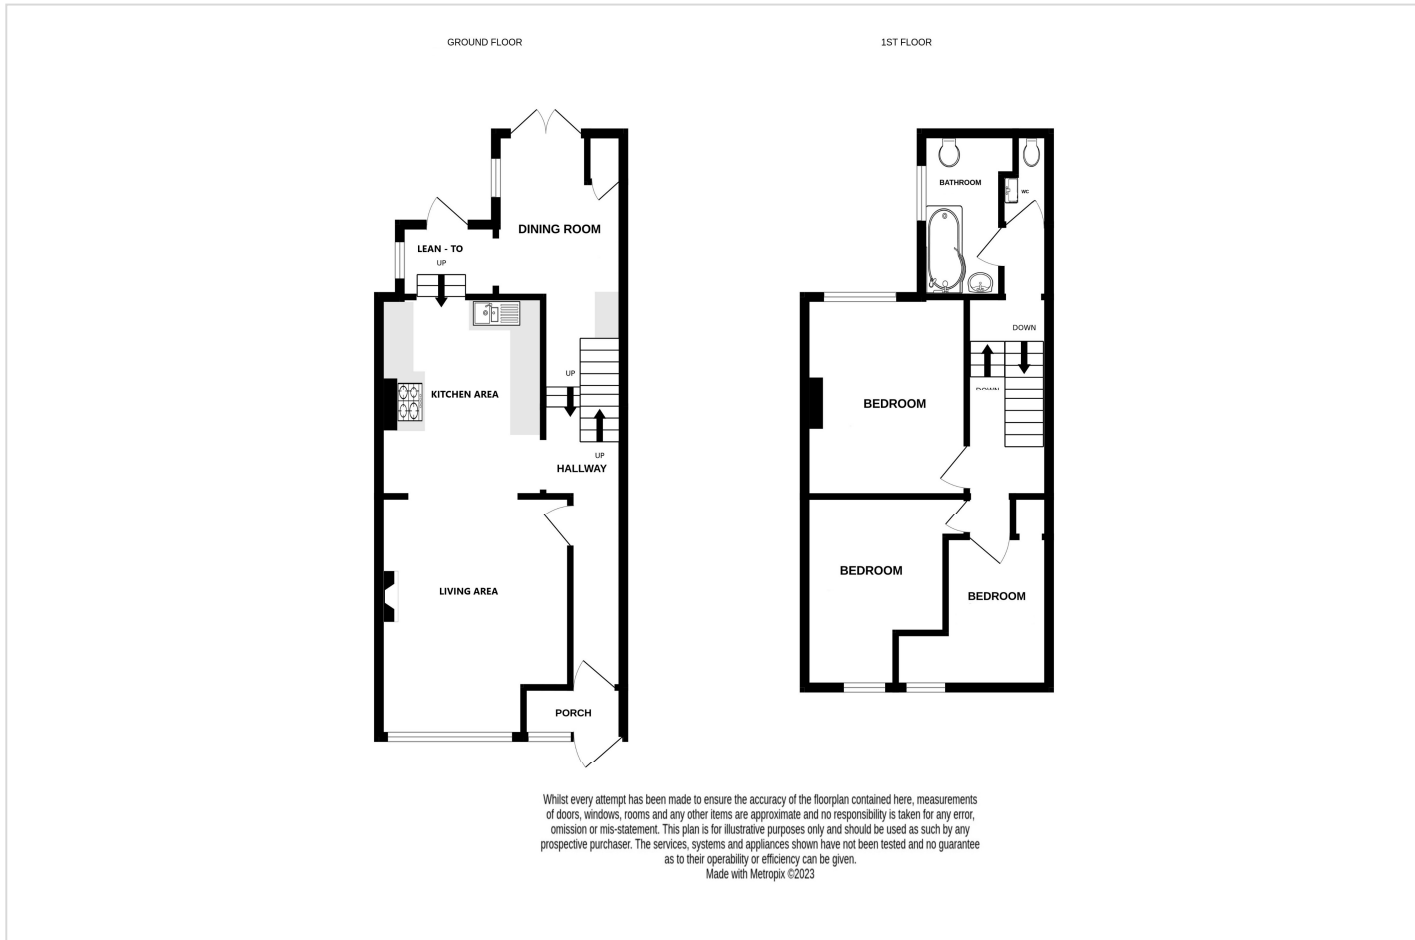 GROUND FLOOR
1ST FLOOR
DINING ROOM
LEAN - TO
UP
KITCHEN AREA
UP
UP
HALLWAY
LIVING AREA
PORCH
BATHROOM
WC
DOWN
DOWN
BEDROOM
BEDROOM
BEDROOM
Whilst every attempt has been made to ensure the accuracy of the floorplan contained here, measurements
of doors, windows, rooms and any other items are approximate and no responsibility is taken for any error,
omission or mis-statement. This plan is for illustrative purposes only and should be used as such by any
prospective purchaser. The services, systems and appliances shown have not been tested and no guarantee
as to their operability or efficiency can be given.
Made with Metropix ©2023